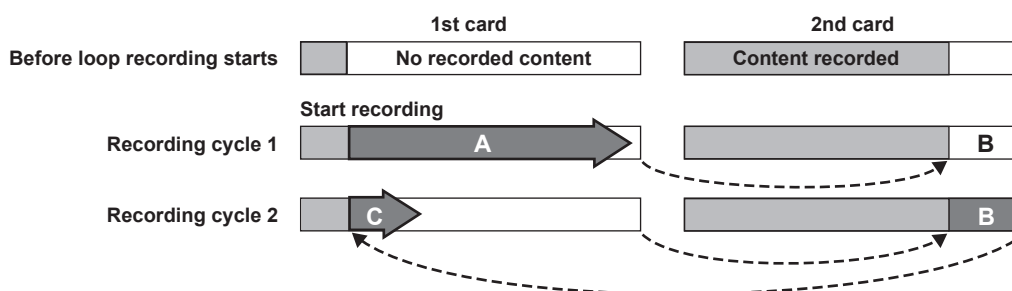 1st card
2nd card
Before loop recording starts
No recorded content
Content recorded
Start recording
Recording cycle 1
A
B
Recording cycle 2
C
B